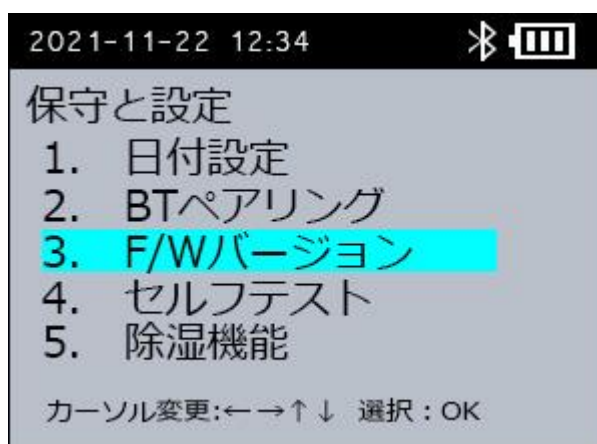 2021-11-22 12:34
保守と設定
1. 日付設定
2. BTペアリング
3. F/Wバージョン
4. セルフテスト
5. 除湿機能
カーソル変更:←→↑↓ 選択：OK